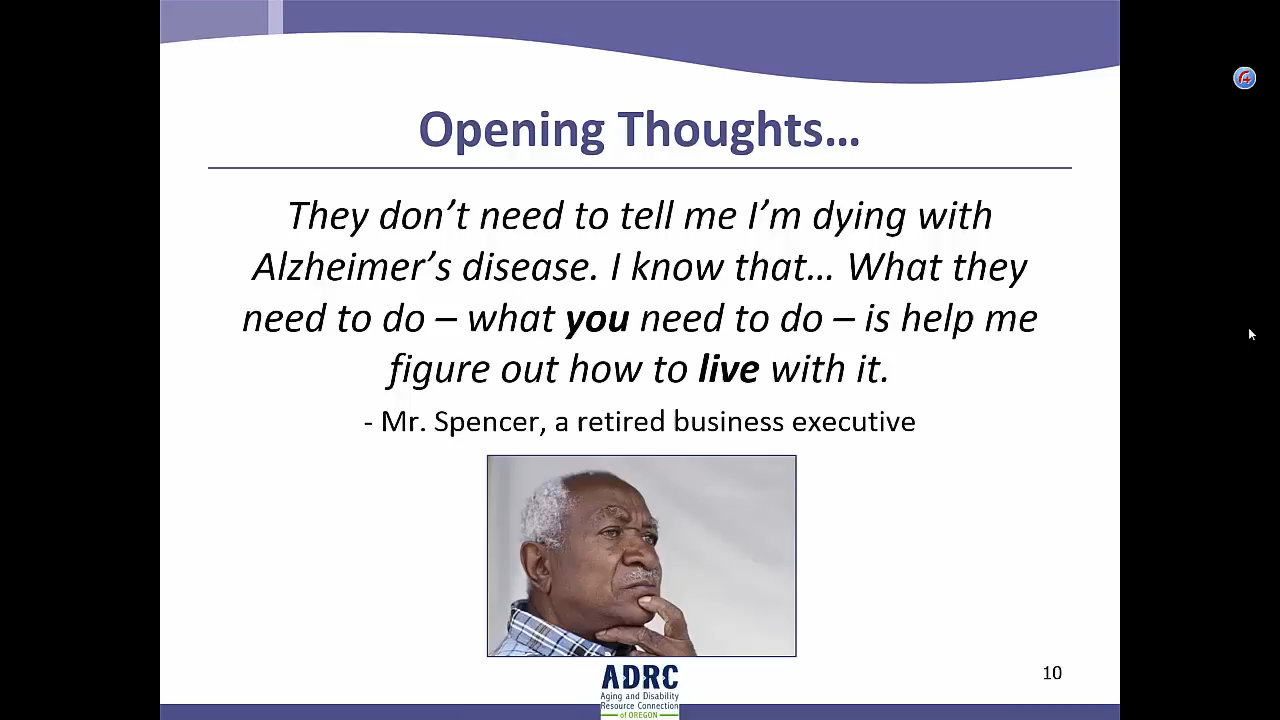 Opening Thoughts…
They don’t need to tell me I’m dying with
Alzheimer’s disease. I know that… What they
need to do – what you need to do – is help me
figure out how to live with it.
- Mr. Spencer, a retired business executive
ADRC
Aging and Disability
Resource Connection
of OREGON
10